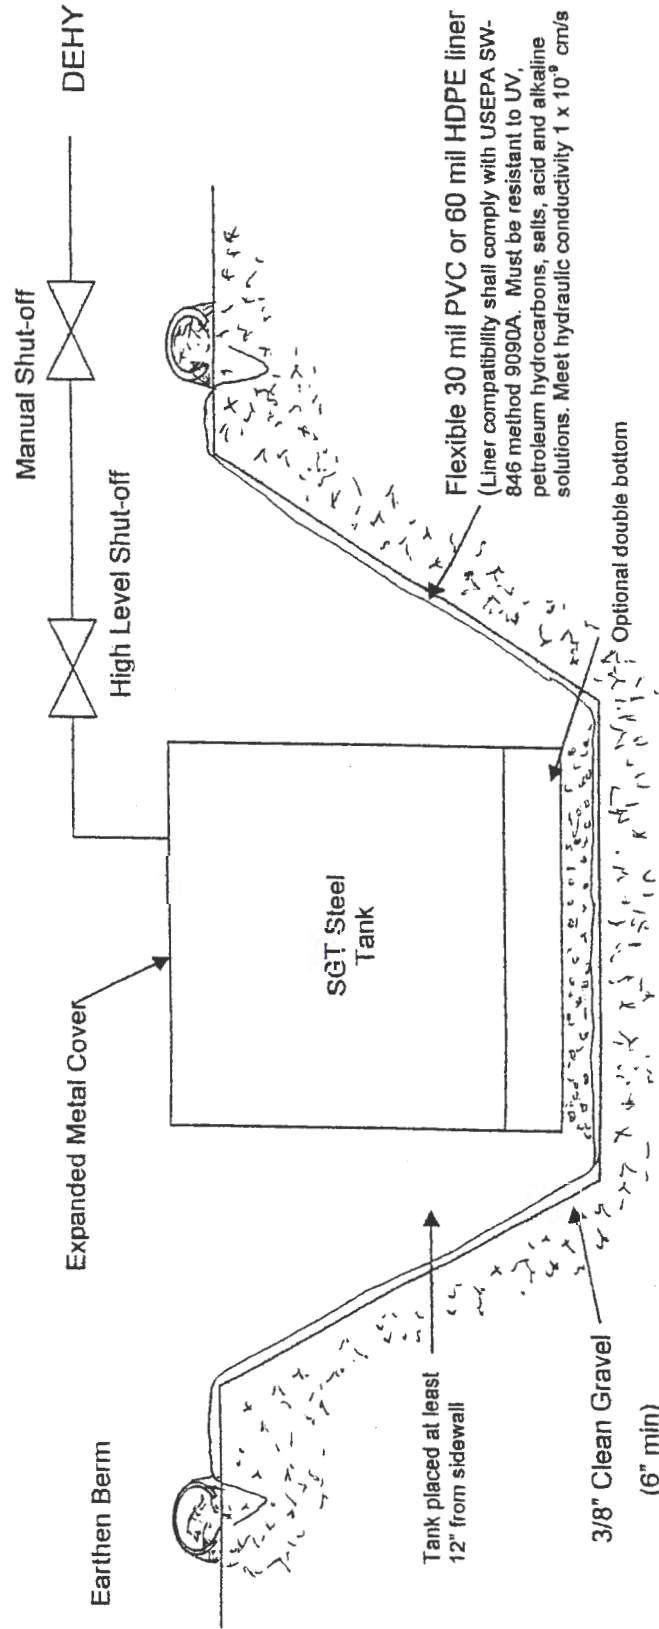 DEHY
Manual Shut-off
High Level Shut-off
Expanded Metal Cover
Earthen Berm
SGT Steel
Tank
Flexible 30 mil PVC or 60 mil HDPE liner
(Liner compatibility shall comply with USEPA SW-
846 method 9090A. Must be resistant to UV,
petroleum hydrocarbons, salts, acid and alkaline
solutions. Meet hydraulic conductivity 1 x 10⁻⁹ cm/s
Optional double bottom
Tank placed at least
12" from sidewall
3/8" Clean Gravel
(6" min)